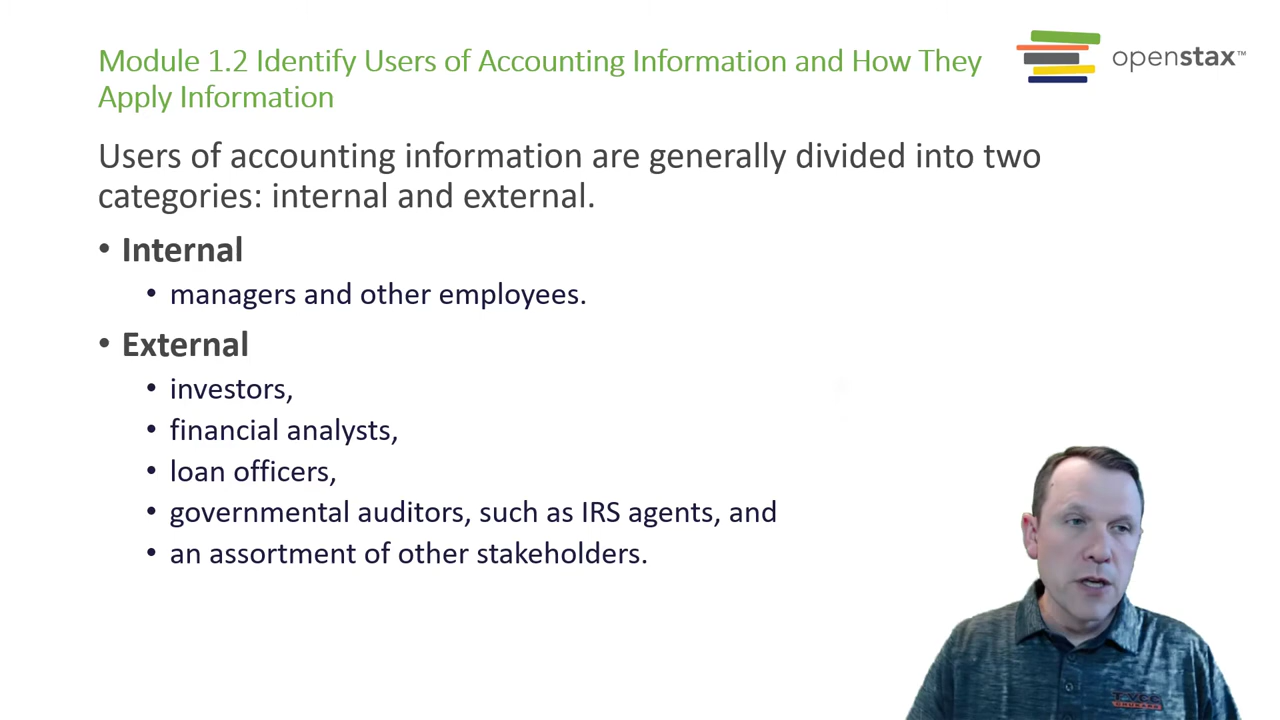 Module 1.2 Identify Users of Accounting Information and How They
Apply Information
openstax™
Users of accounting information are generally divided into two
categories: internal and external.
• Internal
• managers and other employees.
• External
• investors,
• financial analysts,
• loan officers,
• governmental auditors, such as IRS agents, and
• an assortment of other stakeholders.